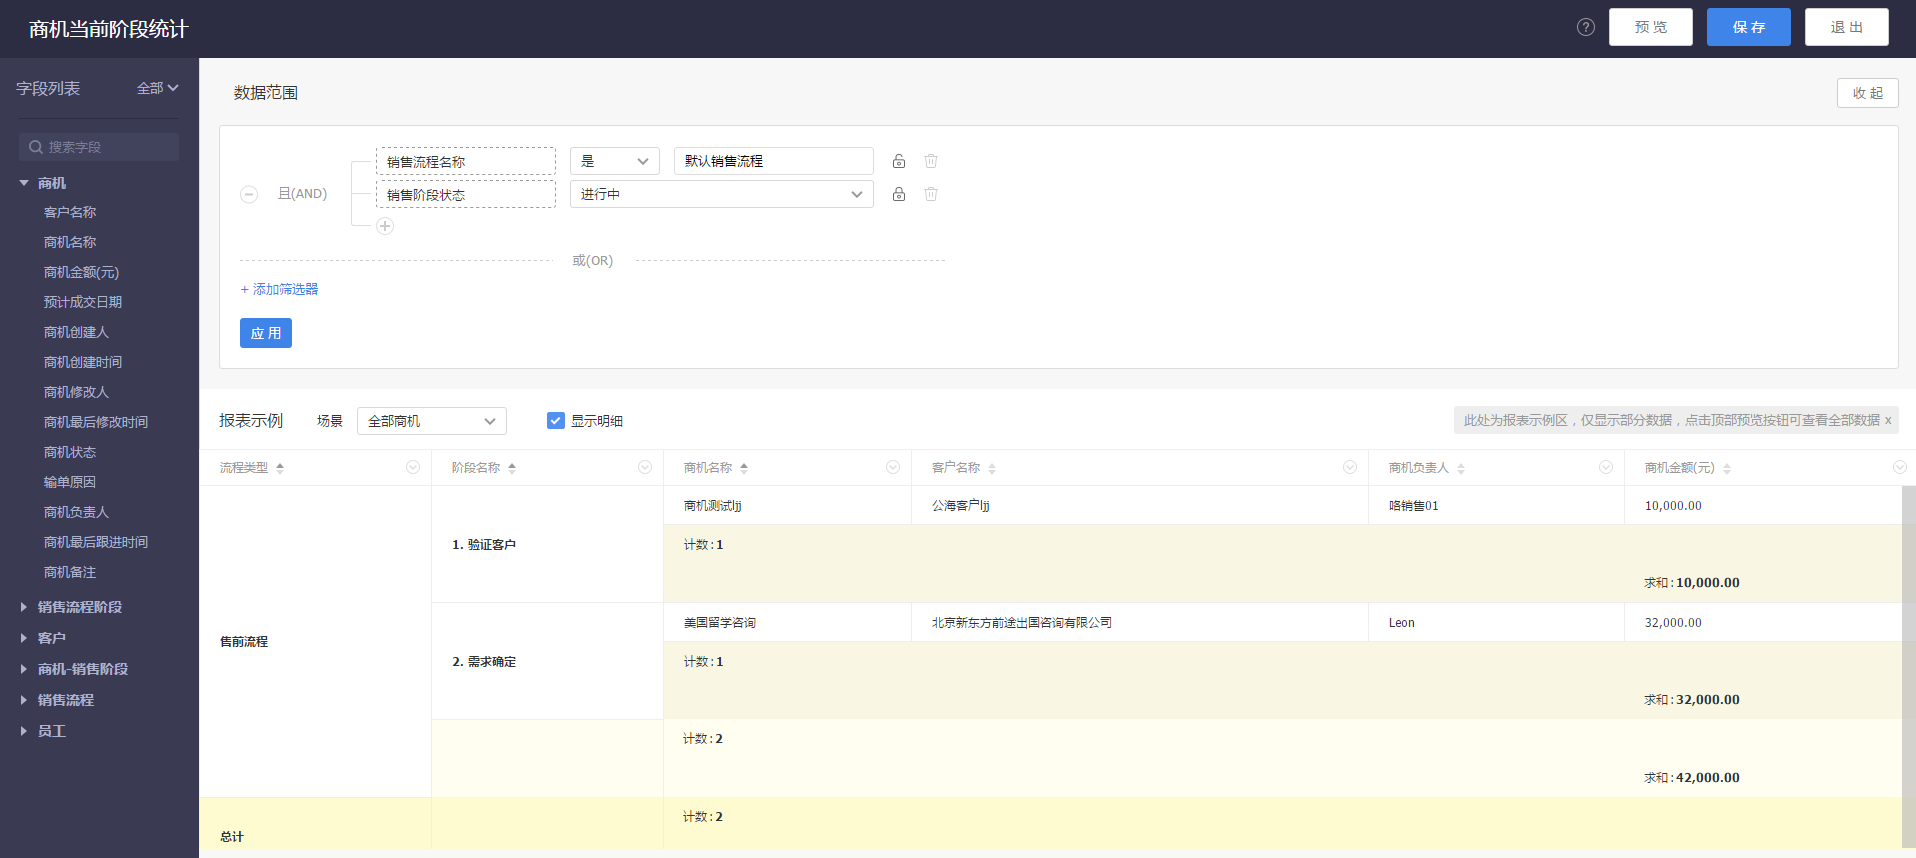 商机当前阶段统计
? 预览 保存 退出
字段列表 全部
搜索字段
商机
客户名称
商机名称
商机金额(元)
预计成交日期
商机创建人
商机创建时间
商机修改人
商机最后修改时间
商机状态
输单原因
商机负责人
商机最后跟进时间
商机备注
销售流程阶段
客户
商机-销售阶段
销售流程
员工
数据范围 收起
且(AND)
销售流程名称 是 默认销售流程
销售阶段状态 进行中
或(OR)
+ 添加筛选器
应用
报表示例 场景 全部商机 显示明细 此处为报表示例区，仅显示部分数据，点击顶部预览按钮可查看全部数据 x
流程类型 阶段名称 商机名称 客户名称 商机负责人 商机金额(元)
商机测试ljj 公海客户ljj 咯销售01 10,000.00
1. 验证客户 计数:1
求和:10,000.00
美国留学咨询 北京新东方前途出国咨询有限公司 Leon 32,000.00
售前流程
2. 需求确定 计数:1
求和:32,000.00
计数:2
求和:42,000.00
计数:2
总计